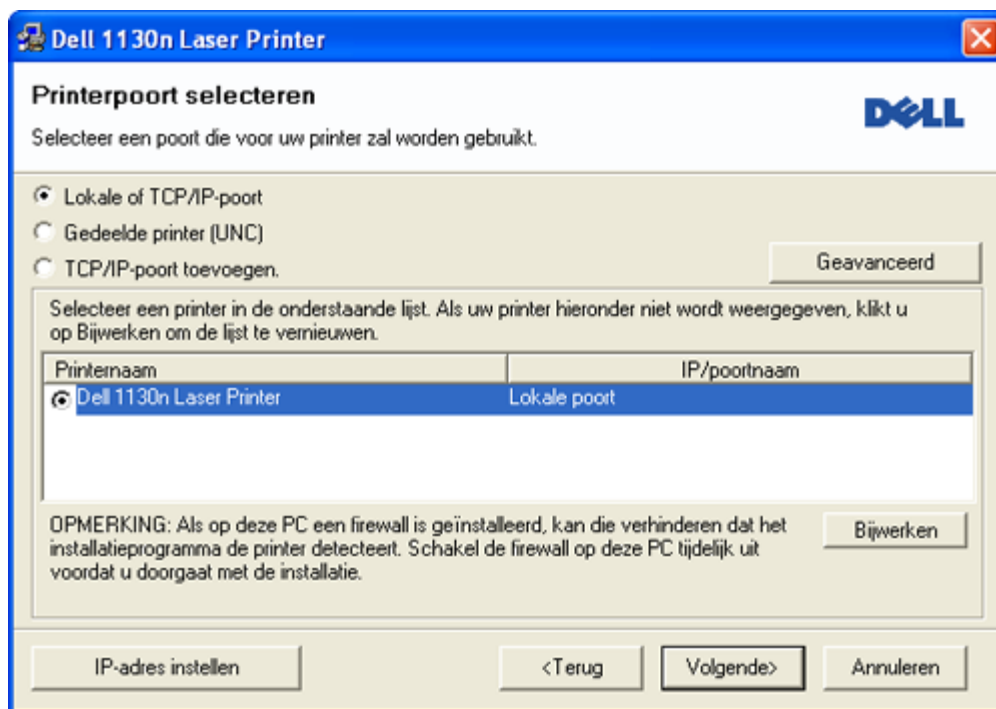 Dell 1130n Laser Printer
Printerpoort selecteren
DELL
Selecteer een poort die voor uw printer zal worden gebruikt.
Lokale of TCP/IP-poort
Gedeelde printer (UNC)
TCP/IP-poort toevoegen.
Geavanceerd
Selecteer een printer in de onderstaande lijst. Als uw printer hieronder niet wordt weergegeven, klikt u
op Bijwerken om de lijst te vernieuwen.
Printernaam IP/poortnaam
Dell 1130n Laser Printer Lokale poort
OPMERKING: Als op deze PC een firewall is geïnstalleerd, kan die verhinderen dat het
installatieprogramma de printer detecteert. Schakel de firewall op deze PC tijdelijk uit
voordat u doorgaat met de installatie.
Bijwerken
IP-adres instellen <Terug Volgende> Annuleren